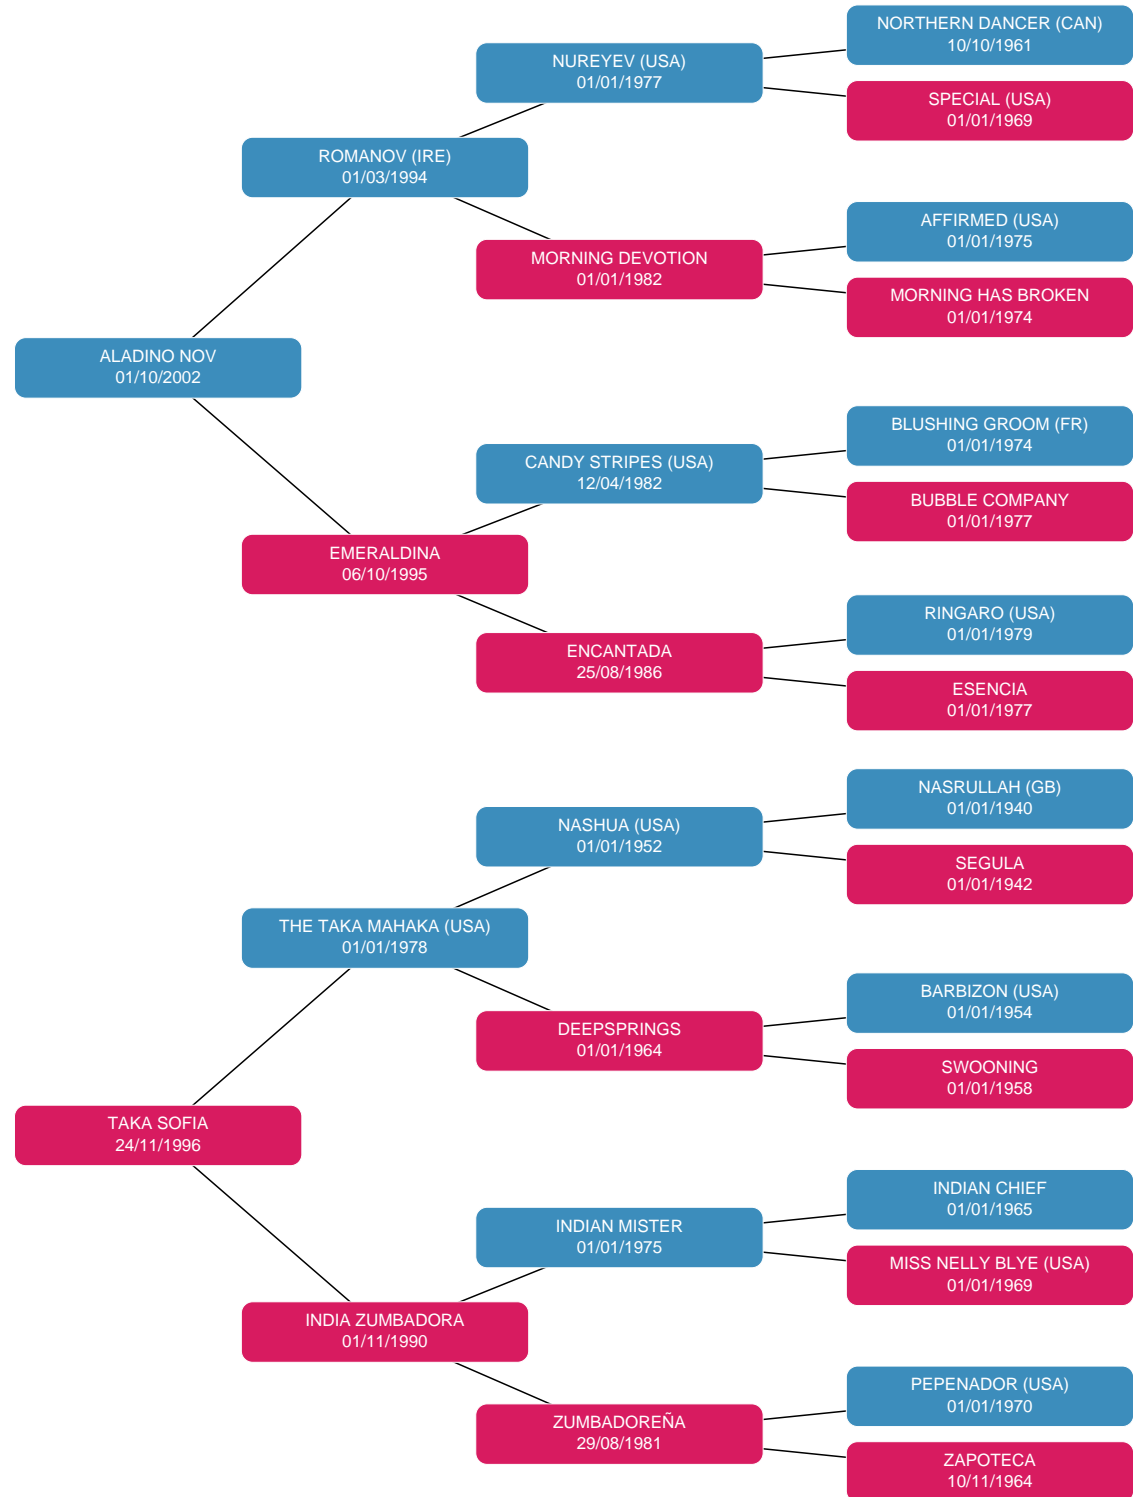 NORTHERN DANCER (CAN)
10/10/1961
NUREYEV (USA)
01/01/1977
SPECIAL (USA)
01/01/1969
ROMANOV (IRE)
01/03/1994
AFFIRMED (USA)
01/01/1975
MORNING DEVOTION
01/01/1982
MORNING HAS BROKEN
01/01/1974
ALADINO NOV
01/10/2002
BLUSHING GROOM (FR)
01/01/1974
CANDY STRIPES (USA)
12/04/1982
BUBBLE COMPANY
01/01/1977
EMERALDINA
06/10/1995
RINGARO (USA)
01/01/1979
ENCANTADA
25/08/1986
ESENCIA
01/01/1977
NASRULLAH (GB)
01/01/1940
NASHUA (USA)
01/01/1952
SEGULA
01/01/1942
THE TAKA MAHAKA (USA)
01/01/1978
BARBIZON (USA)
01/01/1954
DEEPSPRINGS
01/01/1964
SWOONING
01/01/1958
TAKA SOFIA
24/11/1996
INDIAN CHIEF
01/01/1965
INDIAN MISTER
01/01/1975
MISS NELLY BLYE (USA)
01/01/1969
INDIA ZUMBADORA
01/11/1990
PEPENADOR (USA)
01/01/1970
ZUMBADOREÑA
29/08/1981
ZAPOTECA
10/11/1964